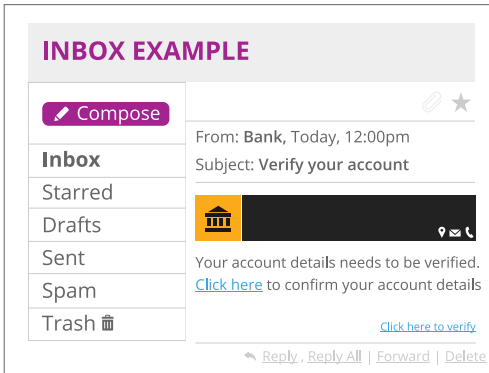 INBOX EXAMPLE
Compose
Inbox
Starred
Drafts
Sent
Spam
Trash
From: Bank, Today, 12:00pm
Subject: Verify your account
Your account details needs to be verified.
Click here to confirm your account details
Click here to verify
Reply , Reply All | Forward | Delete